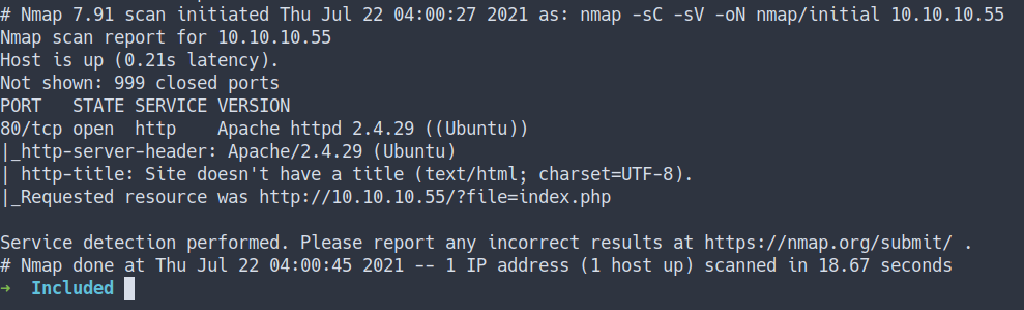 # Nmap 7.91 scan initiated Thu Jul 22 04:00:27 2021 as: nmap -sC -sV -oN nmap/initial 10.10.10.55
Nmap scan report for 10.10.10.55
Host is up (0.21s latency).
Not shown: 999 closed ports
PORT   STATE SERVICE VERSION
80/tcp open  http    Apache httpd 2.4.29 ((Ubuntu))
|_http-server-header: Apache/2.4.29 (Ubuntu)
| http-title: Site doesn't have a title (text/html; charset=UTF-8).
|_Requested resource was http://10.10.10.55/?file=index.php
Service detection performed. Please report any incorrect results at https://nmap.org/submit/ .
# Nmap done at Thu Jul 22 04:00:45 2021 -- 1 IP address (1 host up) scanned in 18.67 seconds
→ Included